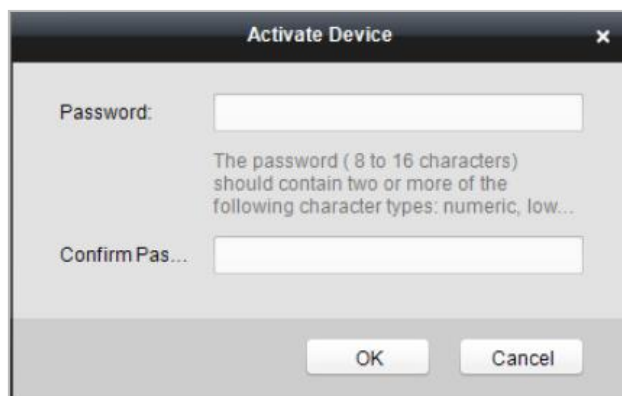 Activate Device
Password:
The password ( 8 to 16 characters)
should contain two or more of the
following character types: numeric, low...
Confirm Pas...
OK Cancel